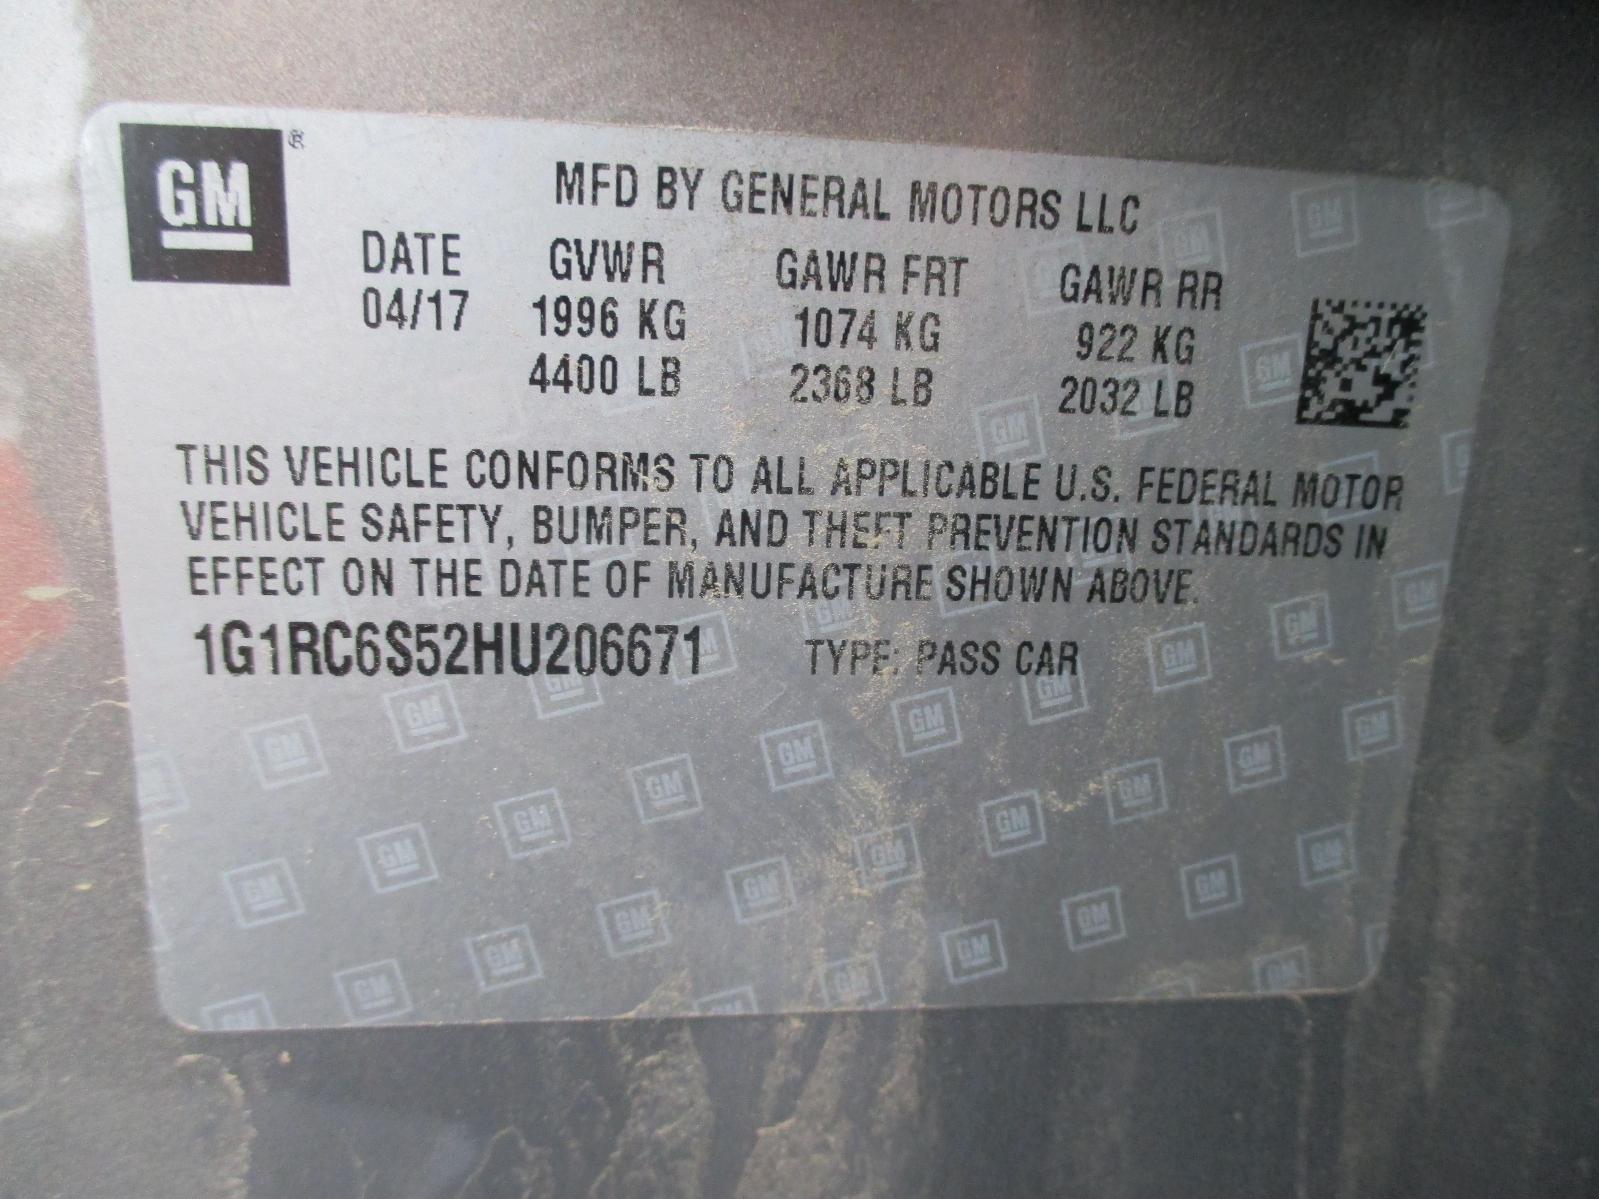 GM
MFD BY GENERAL MOTORS LLC
DATE GVWR GAWR FRT GAWR RR
04/17 1996 KG 1074 KG 922 KG
4400 LB 2368 LB 2032 LB
THIS VEHICLE CONFORMS TO ALL APPLICABLE U.S. FEDERAL MOTOR
VEHICLE SAFETY, BUMPER, AND THEFT PREVENTION STANDARDS IN
EFFECT ON THE DATE OF MANUFACTURE SHOWN ABOVE.
1G1RC6S52HU206671 TYPE: PASS CAR